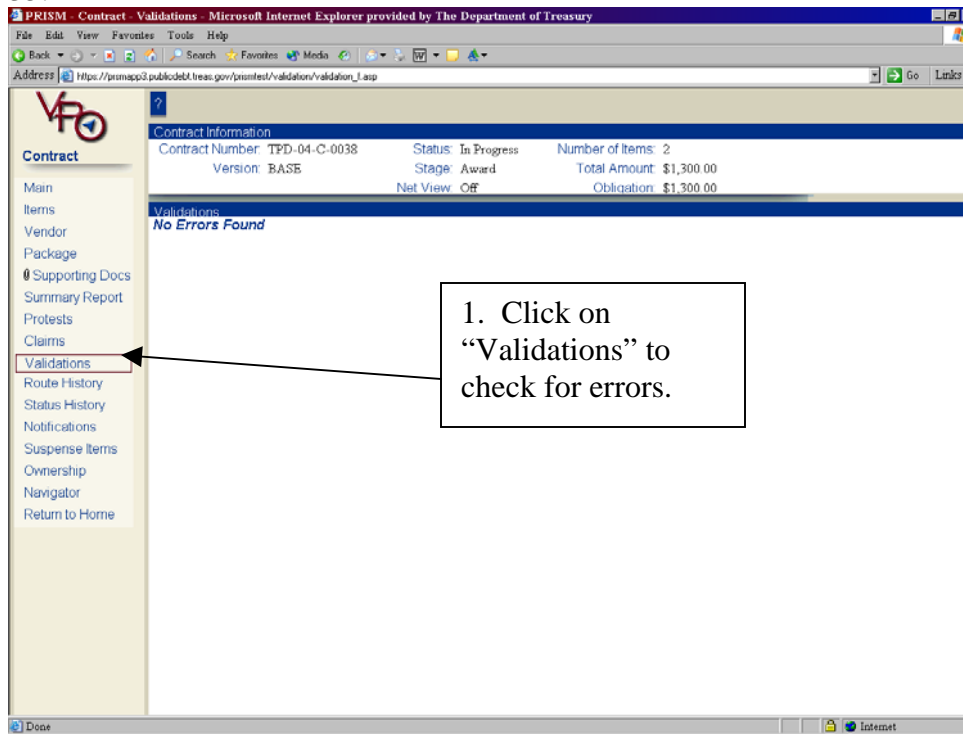 PRISM - Contract - Validations - Microsoft Internet Explorer provided by The Department of Treasury
File Edit View Favorites Tools Help
Back Search Favorites Media
Address https://prismapp3.publicdebt.treas.gov/prismtest/validation/validation_f.asp Go Links
VPO
?
Contract
Contract Information
Contract Number: TPD-04-C-0038 Status: In Progress Number of Items: 2
Version: BASE Stage: Award Total Amount: $1,300.00
Net View: Off Obligation: $1,300.00
Validations
No Errors Found
Main
Items
Vendor
Package
Supporting Docs
Summary Report
Protests
Claims
Validations
Route History
Status History
Notifications
Suspense Items
Ownership
Navigator
Return to Home
1. Click on
“Validations” to
check for errors.
Done Internet